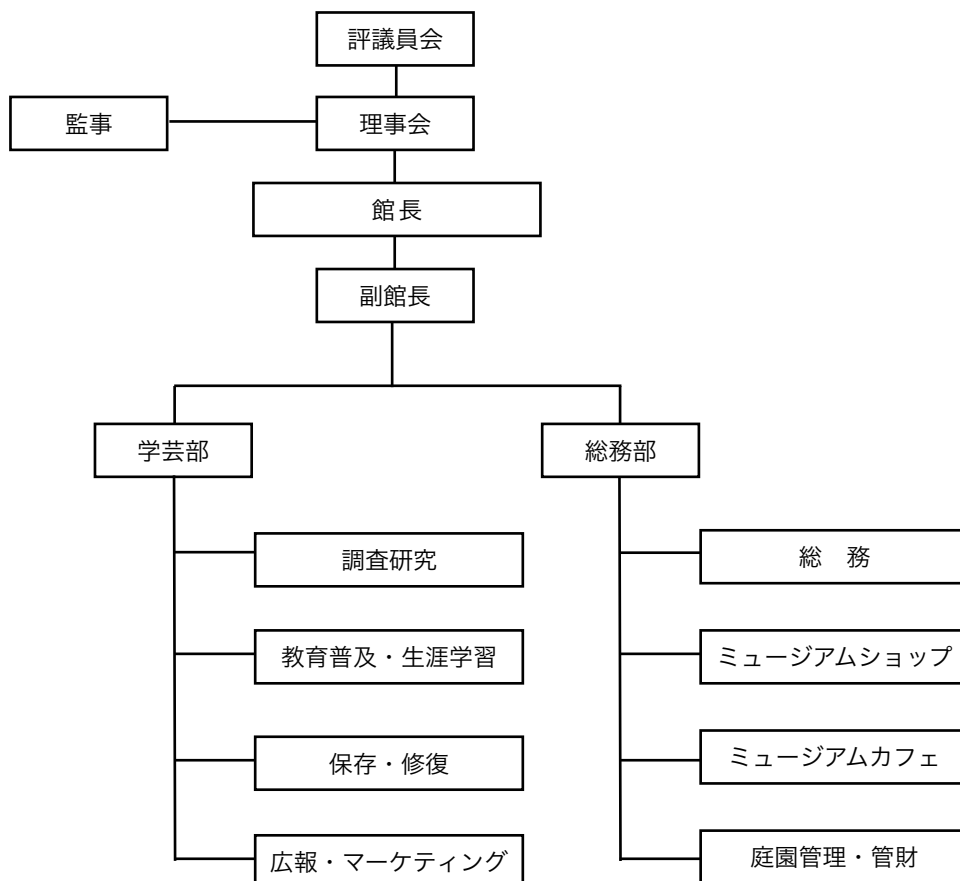 評議員会
監事
理事会
館長
副館長
学芸部
総務部
調査研究
教育普及・生涯学習
保存・修復
広報・マーケティング
総　務
ミュージアムショップ
ミュージアムカフェ
庭園管理・管財